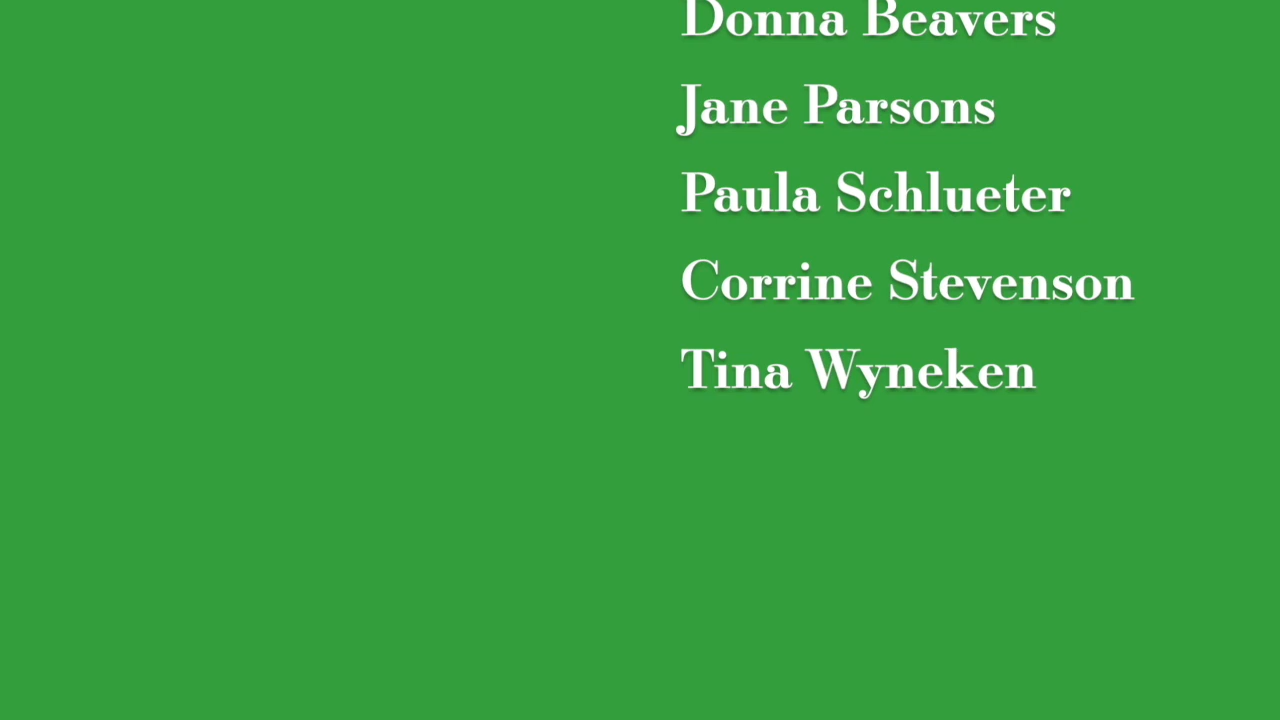 Donna Beavers
Jane Parsons
Paula Schlueter
Corrine Stevenson
Tina Wyneken